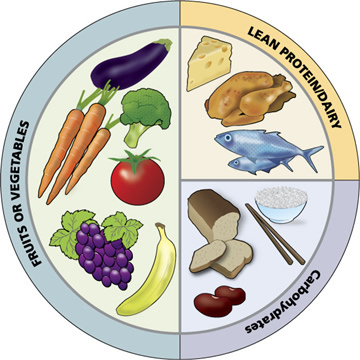 FRUITS OR VEGETABLES
LEAN PROTEIN/DAIRY
Carbohydrates